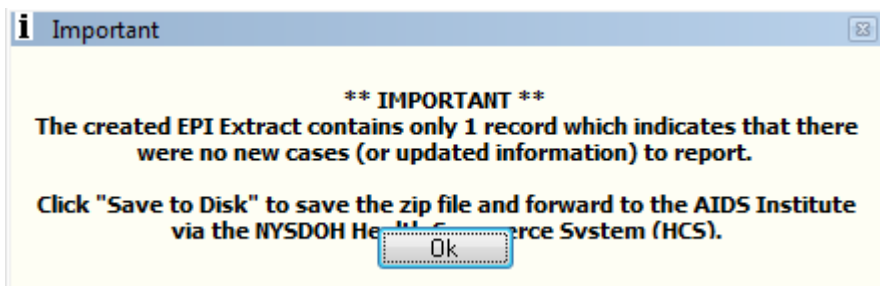 i Important
** IMPORTANT **
The created EPI Extract contains only 1 record which indicates that there
were no new cases (or updated information) to report.
Click "Save to Disk" to save the zip file and forward to the AIDS Institute
via the NYSDOH System (HCS).
Ok